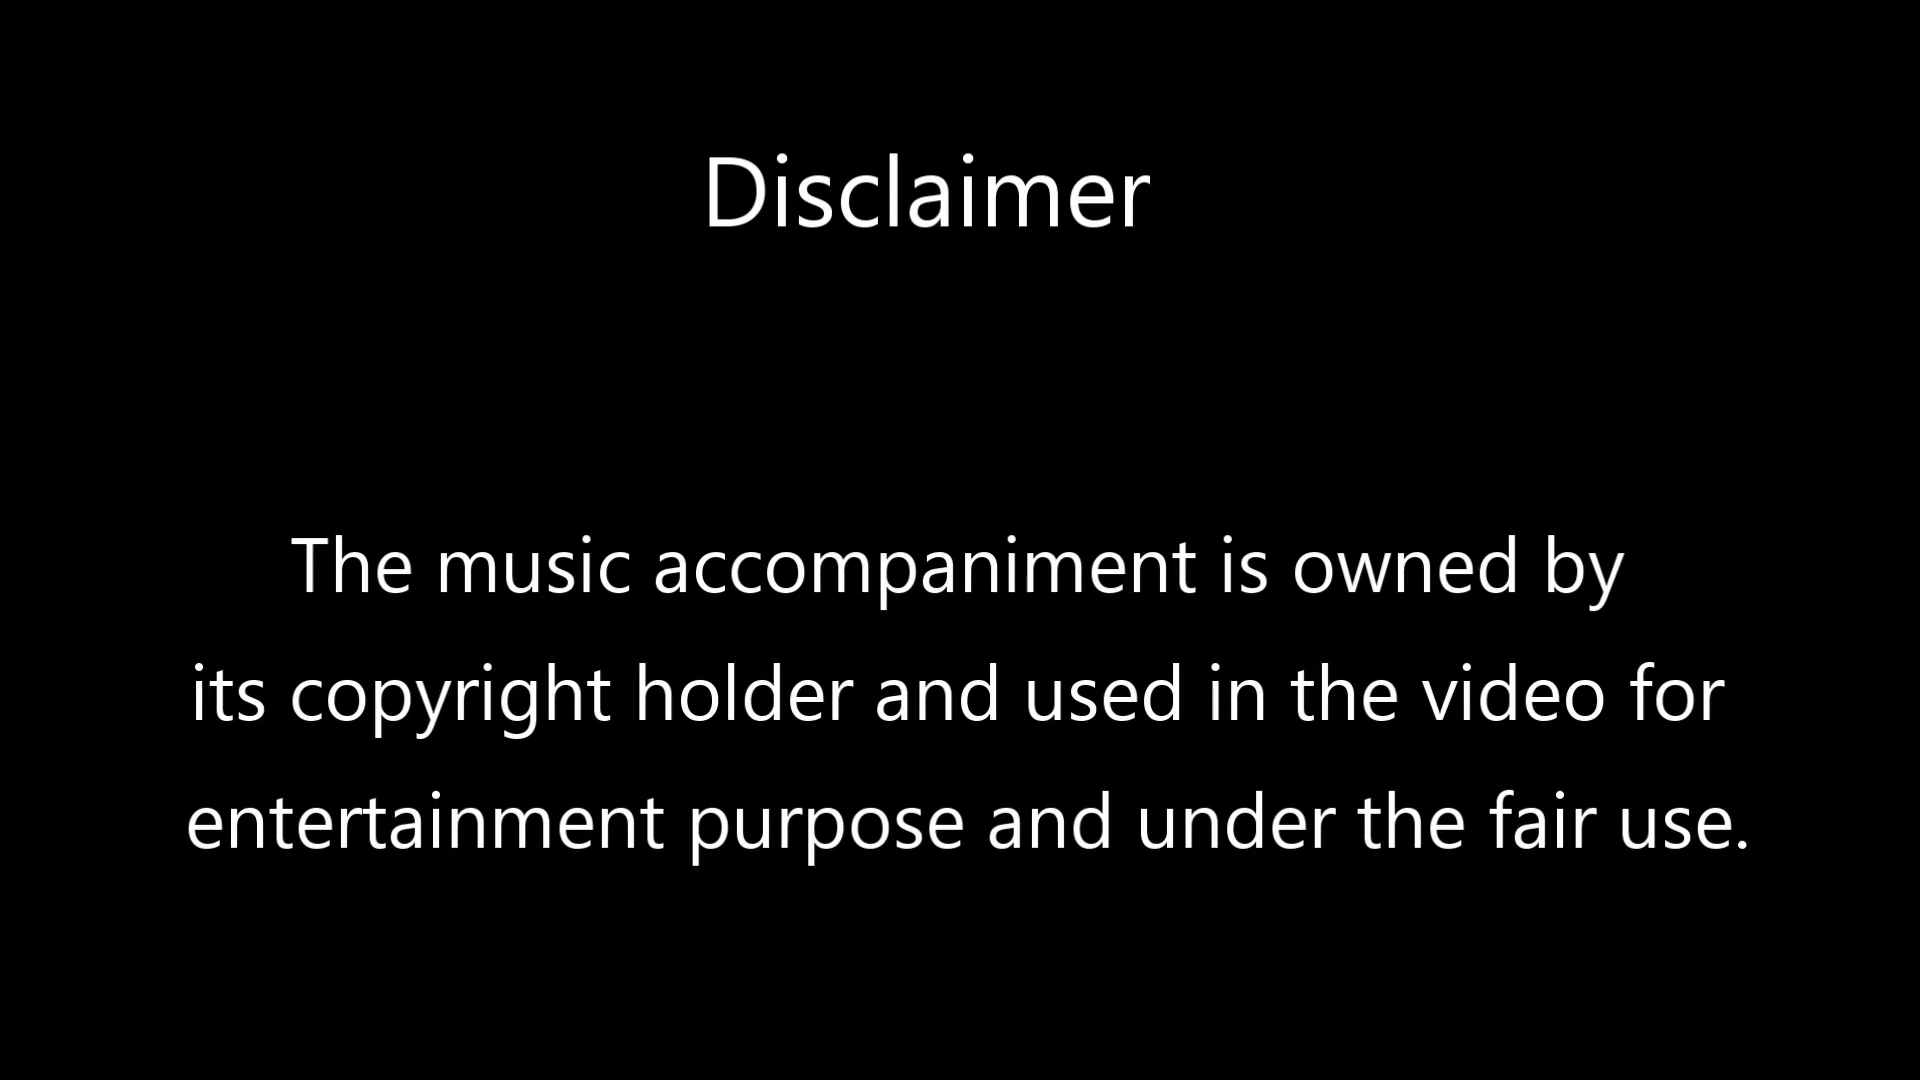 Disclaimer
The music accompaniment is owned by
its copyright holder and used in the video for
entertainment purpose and under the fair use.